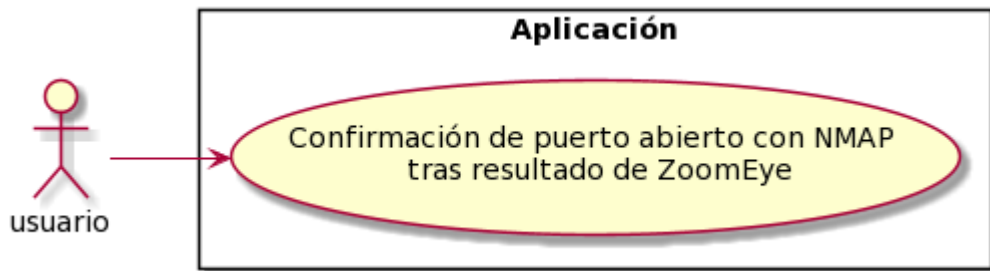 Aplicación
Confirmación de puerto abierto con NMAP
tras resultado de ZoomEye
usuario